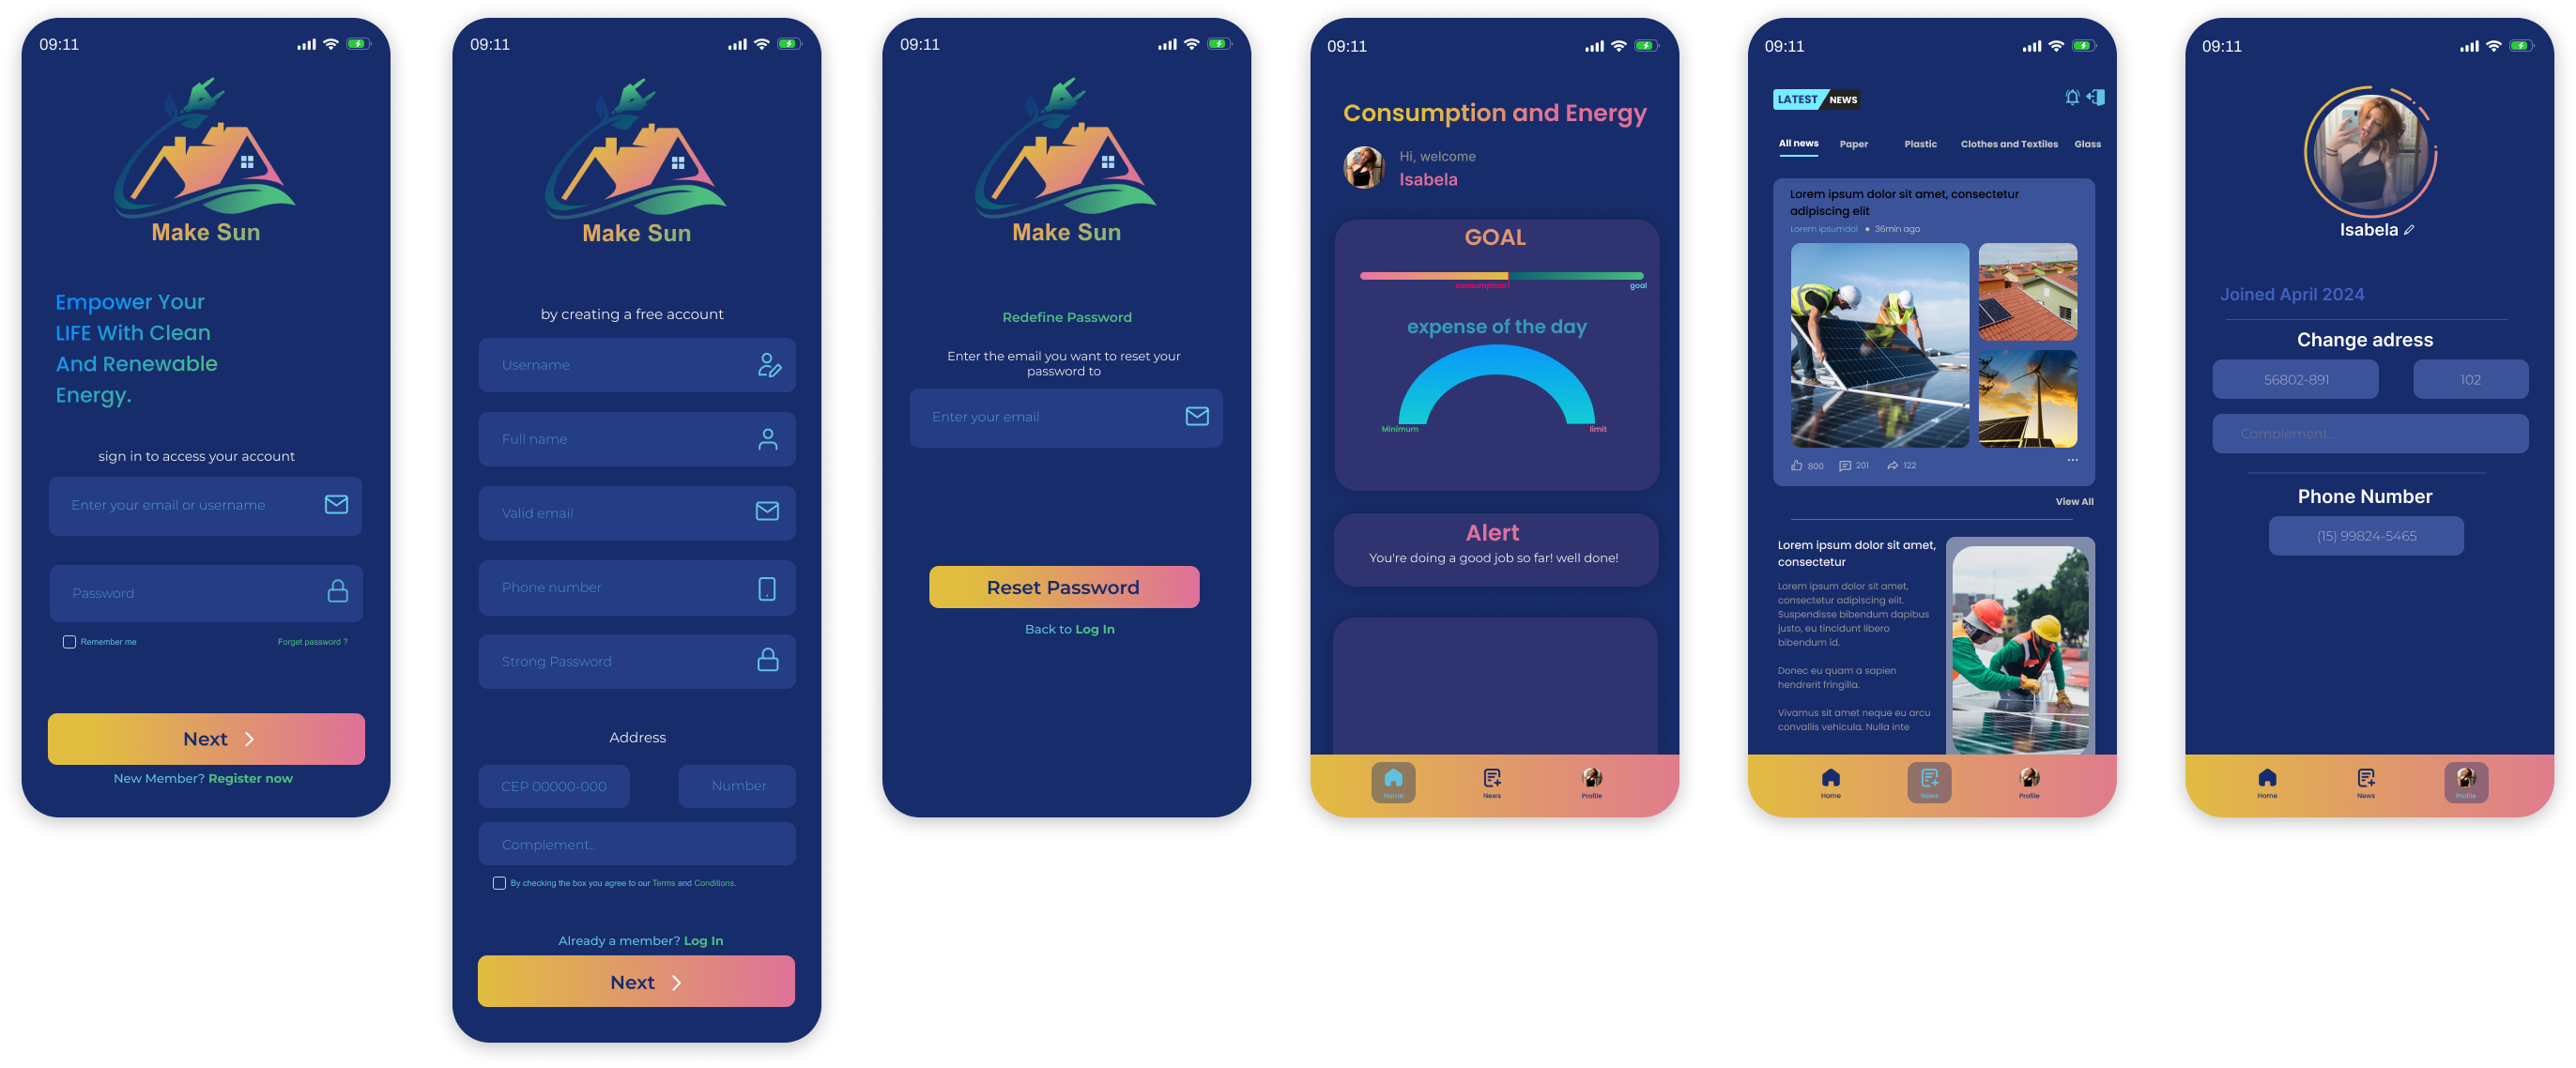 09:11
Make Sun
Empower Your
LIFE With Clean
And Renewable
Energy.
sign in to access your account
Enter your email or username
Password
Remember me
Forget password ?
Next
New Member? Register now
09:11
Make Sun
by creating a free account
Username
Full name
Valid email
Phone number
Strong Password
Address
CEP 00000-000
Number
Complement..
By checking the box you agree to our Terms and Conditions.
Already a member? Log In
Next
09:11
Make Sun
Redefine Password
Enter the email you want to reset your
password to
Enter your email
Reset Password
Back to Log In
09:11
Consumption and Energy
Hi, welcome
Isabela
GOAL
consumption
goal
expense of the day
Minimum
limit
Alert
You're doing a good job so far! well done!
Home
News
Profile
09:11
LATEST NEWS
All news
Paper
Plastic
Clothes and Textiles
Glass
Lorem ipsum dolor sit amet, consectetur
adipiscing elit
Lorem ipsumdol • 36min ago
800
201
122
...
View All
Lorem ipsum dolor sit amet,
consectetur
Lorem ipsum dolor sit amet,
consectetur adipiscing elit.
Suspendisse bibendum dapibus
justo, eu tincidunt libero
bibendum id.
Donec eu quam a sapien
hendrerit fringilla.
Vivamus sit amet neque eu arcu
convallis vehicula. Nulla inte
Home
News
Profile
09:11
Isabela
Joined April 2024
Change adress
56802-891
102
Complement..
Phone Number
(15) 99824-5465
Home
News
Profile